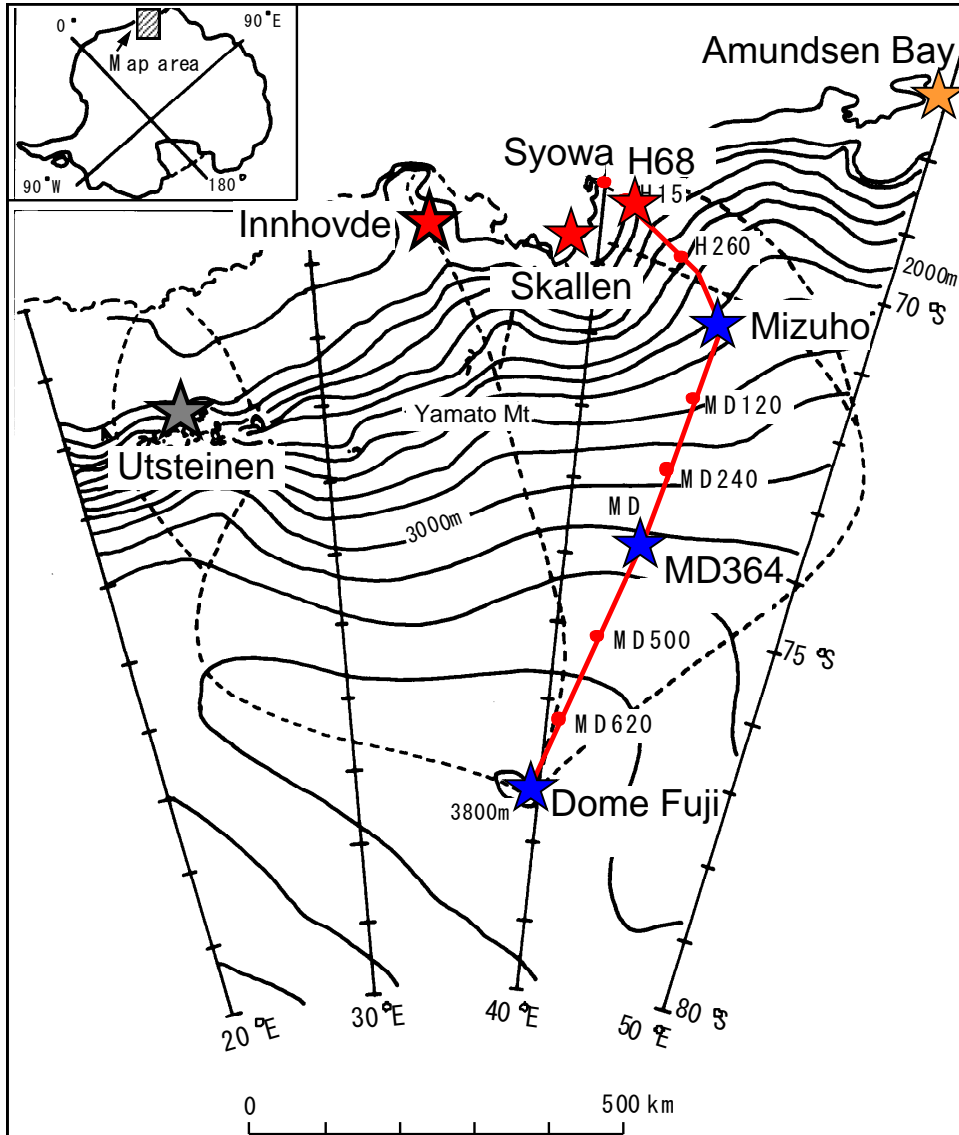 0°
90°E
Map area
90°W
180°
Amundsen Bay
Syowa
H68
H15
Innhovde
H260
Skallen
2000m
70°S
Mizuho
MD120
Yamato Mt.
Utsteinen
MD240
3000m
MD
MD364
MD500
75°S
MD620
3800m
Dome Fuji
20°E
30°E
40°E
50°E
80°S
0
500 km